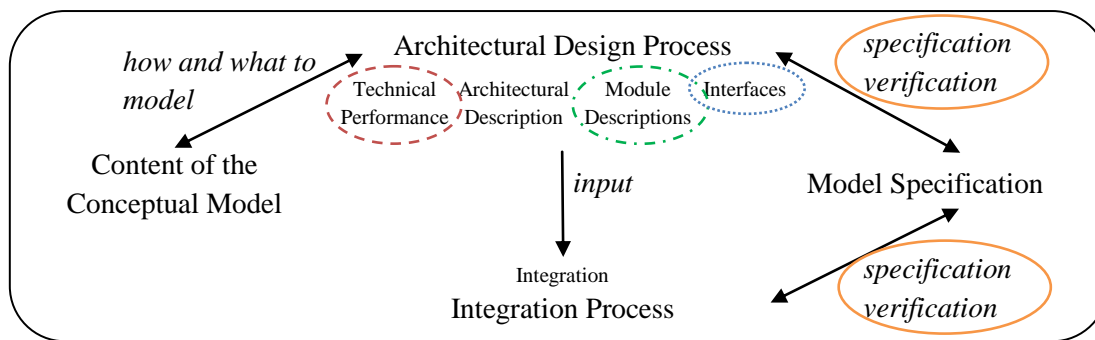 Architectural Design Process
how and what to
model
Technical
Performance
Architectural
Description
Module
Descriptions
Interfaces
specification
verification
Content of the
Conceptual Model
input
Model Specification
Integration
Integration Process
specification
verification